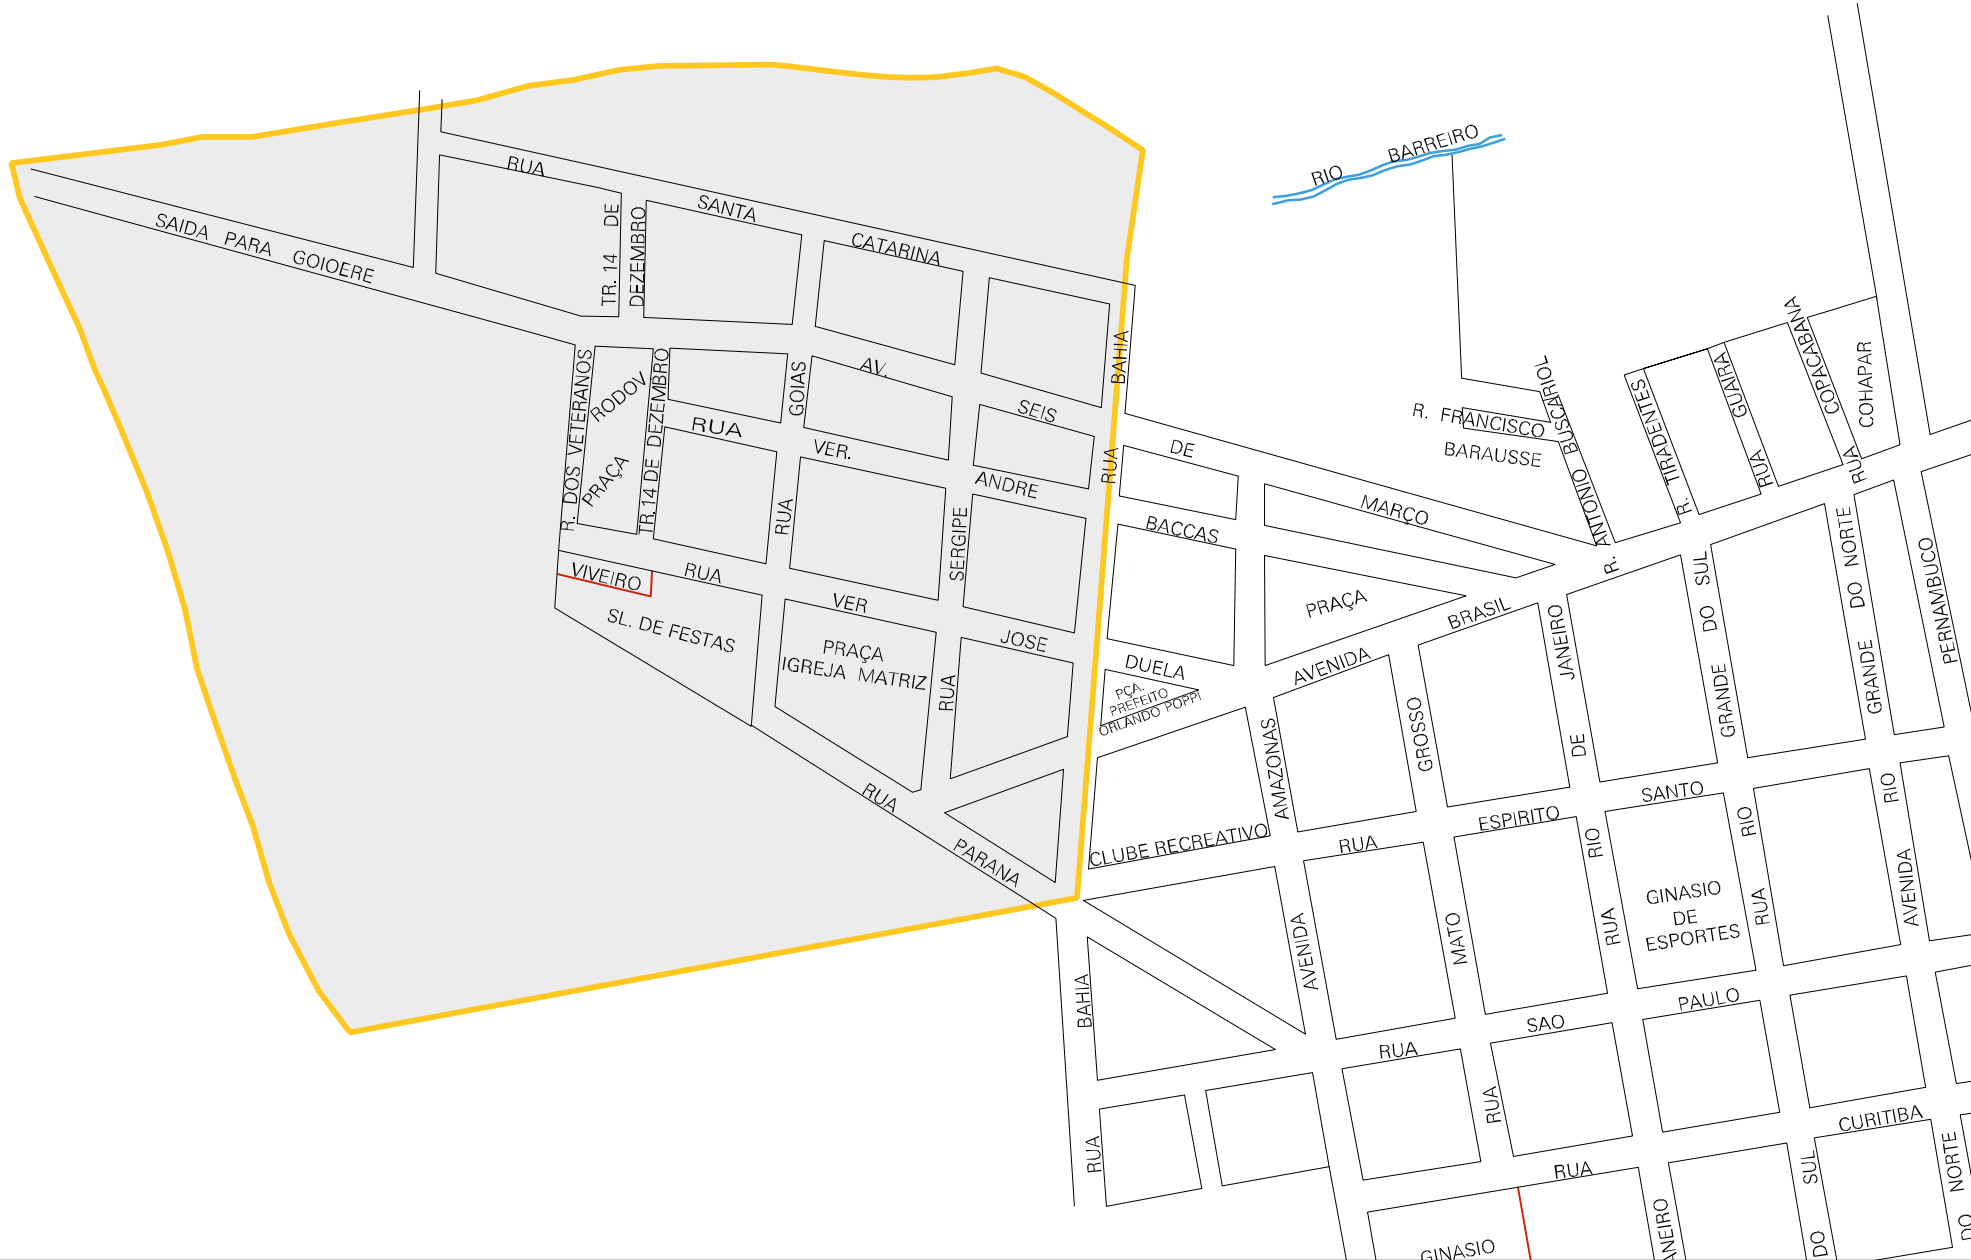 RIO BARREIRO
RUA SANTA CATARINA
TR. 14 DE
DEZEMBRO
SAIDA PARA GOIOERE
BAHIA
RUA
R. DOS VETERANOS
RODOV
PRAÇA
TR. 14 DE DEZEMBRO
GOIAS
RUA
AV. SEIS DE MARÇO
RUA VER. ANDRE BACCAS
SERGIPE
RUA
R. FRANCISCO
BARAUSSE
R. ANTONIO BUSCARIOL
R. TIRADENTES
RUA GUAIRA
RUA COPACABANA
COHAPAR
VIVEIRO
RUA VER JOSE DUELA
SL. DE FESTAS
PRAÇA
IGREJA MATRIZ
PRAÇA
PÇA.
PREFEITO
ORLANDO POPPI
AVENIDA BRASIL
RUA PARANA
CLUBE RECREATIVO
AVENIDA AMAZONAS
RUA MATO GROSSO
RUA RIO DE JANEIRO
RUA RIO GRANDE DO SUL
AVENIDA RIO GRANDE DO NORTE
PERNAMBUCO
RUA ESPIRITO SANTO
GINASIO
DE
ESPORTES
RUA BAHIA
RUA SAO PAULO
RUA CURITIBA
GINASIO
ANEIRO
DO SUL
DO NORTE